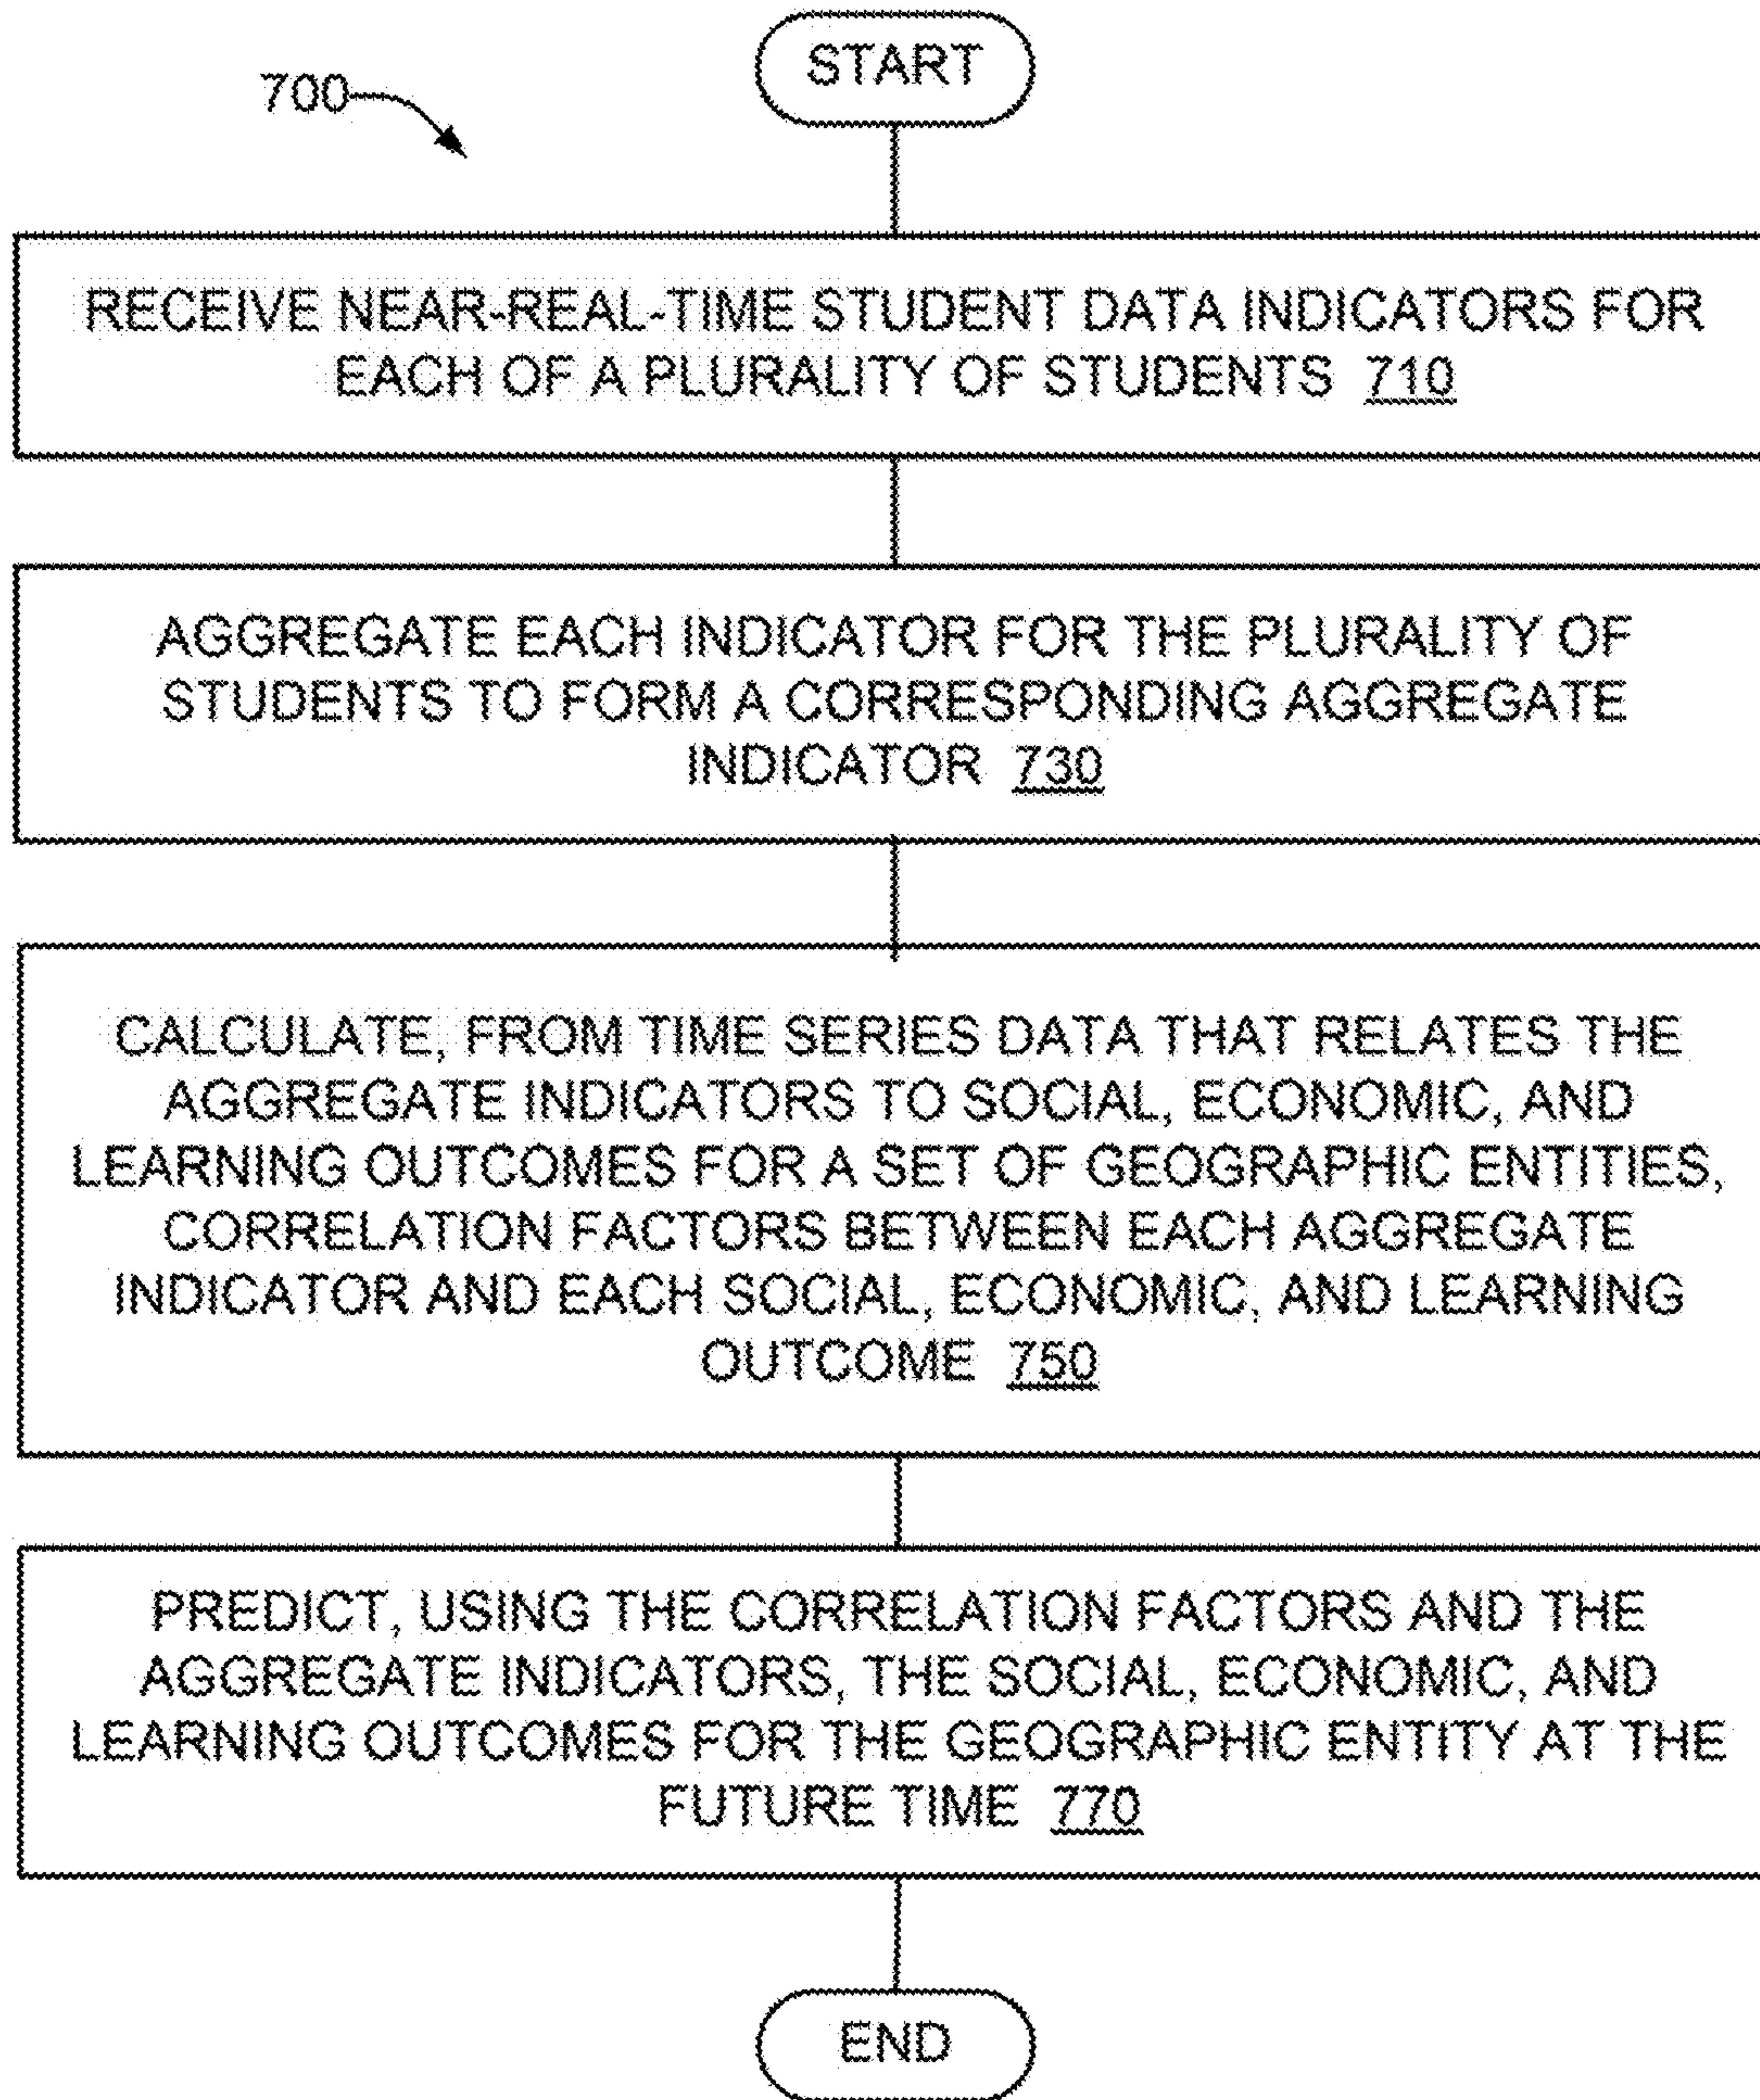 START
700
RECEIVE NEAR-REAL-TIME STUDENT DATA INDICATORS FOR
EACH OF A PLURALITY OF STUDENTS 710
AGGREGATE EACH INDICATOR FOR THE PLURALITY OF
STUDENTS TO FORM A CORRESPONDING AGGREGATE
INDICATOR 730
CALCULATE, FROM TIME SERIES DATA THAT RELATES THE
AGGREGATE INDICATORS TO SOCIAL, ECONOMIC, AND
LEARNING OUTCOMES FOR A SET OF GEOGRAPHIC ENTITIES,
CORRELATION FACTORS BETWEEN EACH AGGREGATE
INDICATOR AND EACH SOCIAL, ECONOMIC, AND LEARNING
OUTCOME 750
PREDICT, USING THE CORRELATION FACTORS AND THE
AGGREGATE INDICATORS, THE SOCIAL, ECONOMIC, AND
LEARNING OUTCOMES FOR THE GEOGRAPHIC ENTITY AT THE
FUTURE TIME 770
END